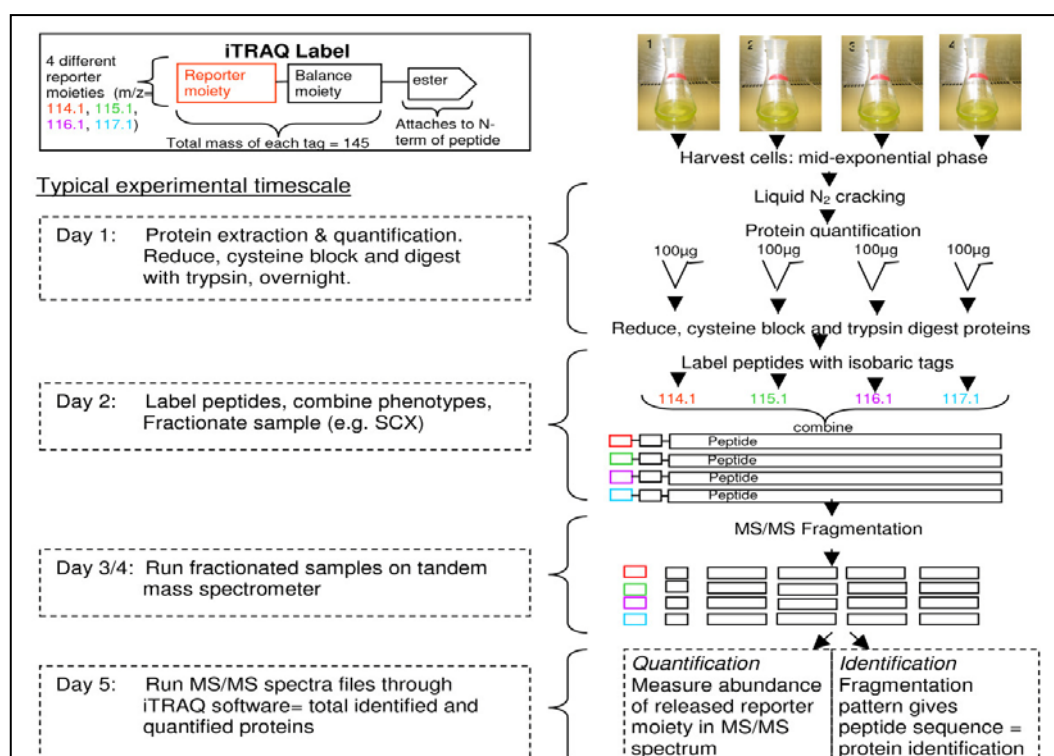 iTRAQ Label
4 different
reporter
moieties (m/z=
114.1, 115.1,
116.1, 117.1)
Reporter
moiety
Balance
moiety
ester
Total mass of each tag = 145
Attaches to N-
term of peptide
Typical experimental timescale
Day 1: Protein extraction & quantification.
Reduce, cysteine block and digest
with trypsin, overnight.
Day 2: Label peptides, combine phenotypes,
Fractionate sample (e.g. SCX)
Day 3/4: Run fractionated samples on tandem
mass spectrometer
Day 5: Run MS/MS spectra files through
iTRAQ software= total identified and
quantified proteins
1 2 3 4
Harvest cells: mid-exponential phase
Liquid N₂ cracking
Protein quantification
100µg 100µg 100µg 100µg
Reduce, cysteine block and trypsin digest proteins
Label peptides with isobaric tags
114.1 115.1 116.1 117.1
combine
Peptide
Peptide
Peptide
Peptide
MS/MS Fragmentation
Quantification
Measure abundance
of released reporter
moiety in MS/MS
spectrum
Identification
Fragmentation
pattern gives
peptide sequence =
protein identification